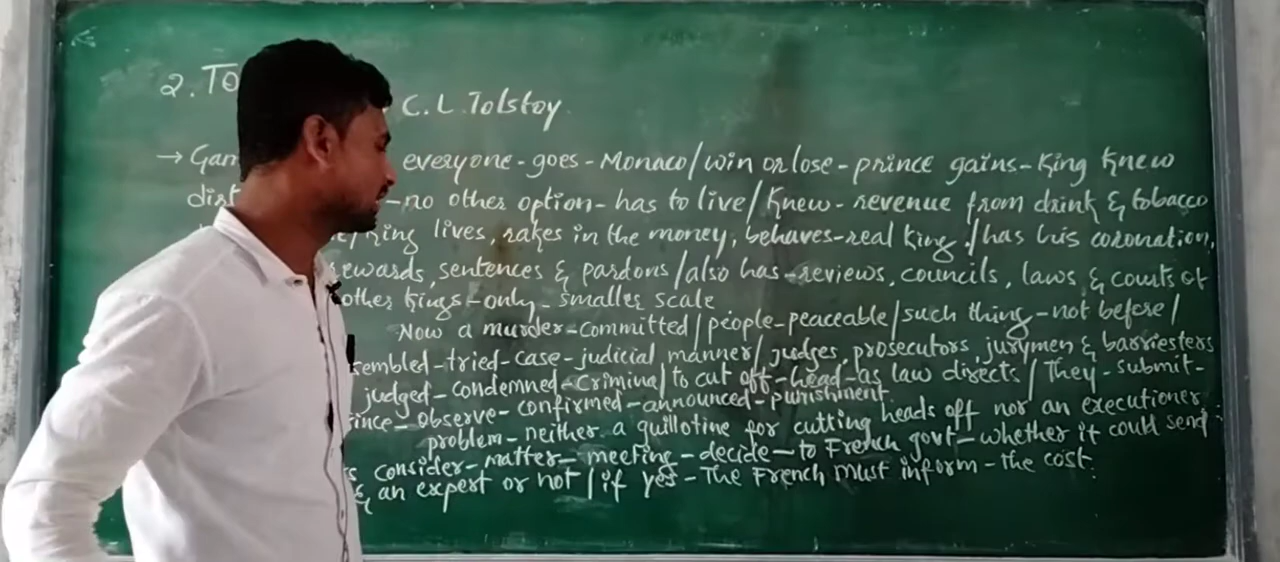 2. To
C.L.Tolstoy
→ Gam everyone-goes-Monaco/win or lose-prince gains-King knew
dist -no other option-has to live/Knew-revenue from drink & tobacco
King lives, rakes in the money, behaves-real king!/has his coronation,
rewards, sentences & pardons/also has-reviews, councils, laws, & courts of
other kings-only-smaller scale
Now a murder-committed/people-peaceable/such thing-not before/
sembled-tried-case-judicial manner/judges, prosecutors, jurymen & barriesters
judged-condemned-criminal to cut off-head-as law directs/They-submit-
ince-observe-confirmed-announced-punishment.
problem-neither a guillotine for cutting heads off nor an executioner
s consider-matter-meeting-decide-to French govt-whether it could send
& an expert or not/if yes-The French must inform-the cost.